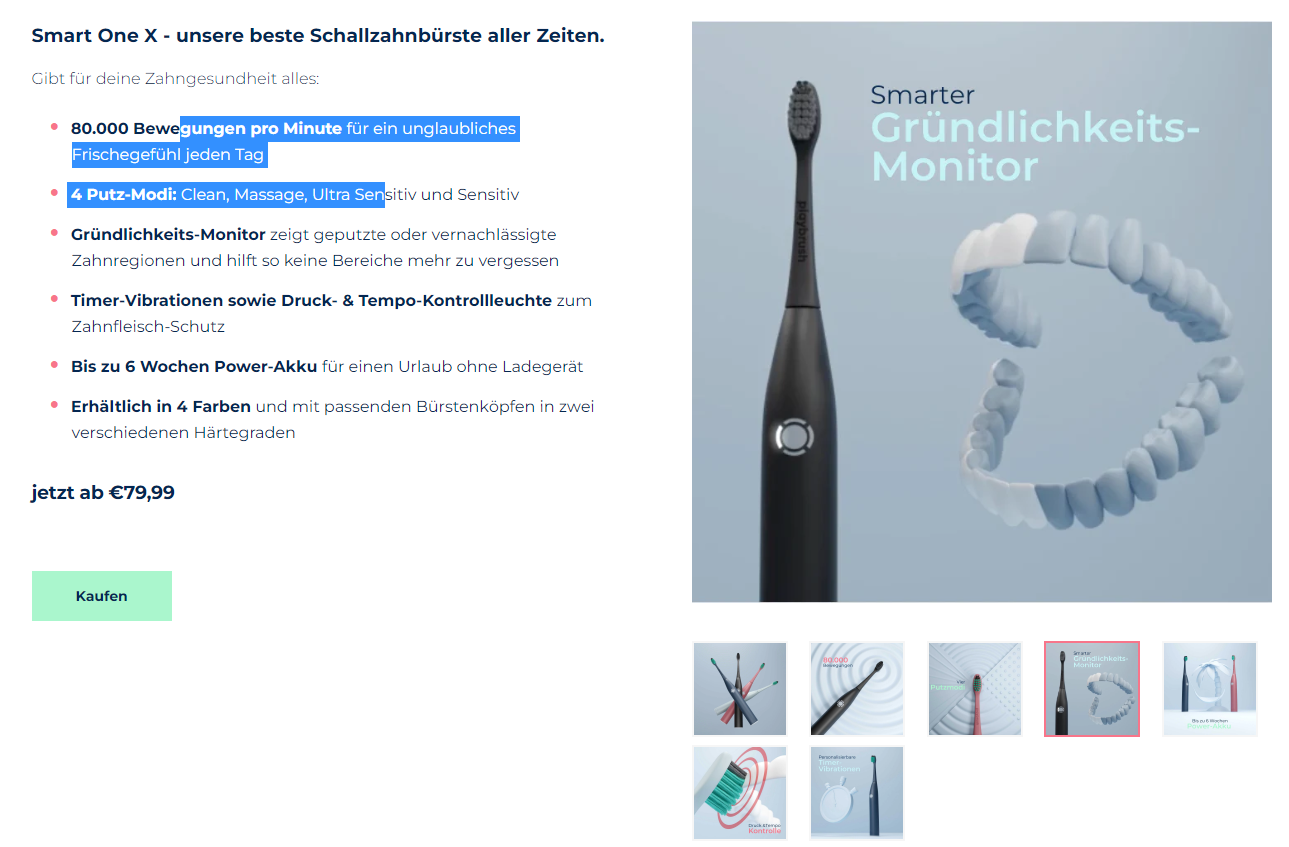 Smart One X - unsere beste Schallzahnbürste aller Zeiten.
Gibt für deine Zahngesundheit alles:
80.000 Bewegungen pro Minute für ein unglaubliches
Frischegefühl jeden Tag
4 Putz-Modi: Clean, Massage, Ultra Sensitiv und Sensitiv
Gründlichkeits-Monitor zeigt geputzte oder vernachlässigte
Zahnregionen und hilft so keine Bereiche mehr zu vergessen
Timer-Vibrationen sowie Druck- & Tempo-Kontrollleuchte zum
Zahnfleisch-Schutz
Bis zu 6 Wochen Power-Akku für einen Urlaub ohne Ladegerät
Erhältlich in 4 Farben und mit passenden Bürstenköpfen in zwei
verschiedenen Härtegraden
jetzt ab €79,99
Kaufen
Smarter
Gründlichkeits-
Monitor
playbrush
80.000
Bewegungen
Vier
Putzmodi
Smarter
Gründlichkeits-
Monitor
Bis zu 6 Wochen
Power-Akku
Druck & Tempo
Kontrolle
Personalisierbare
Timer
Vibrationen